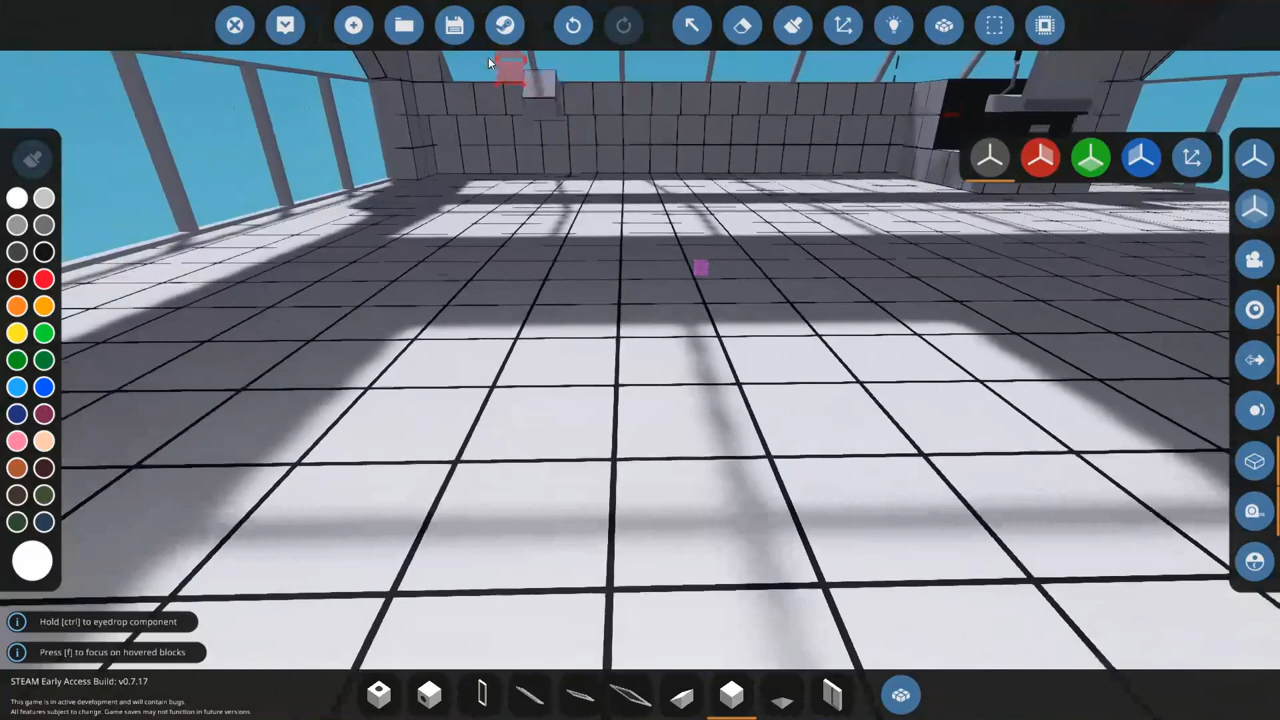 Hold [ctrl] to eyedrop component
Press [f] to focus on hovered blocks
STEAM Early Access Build: v0.7.17
This game is in active development and will contain bugs.
All features subject to change. Game saves may not function in future versions.